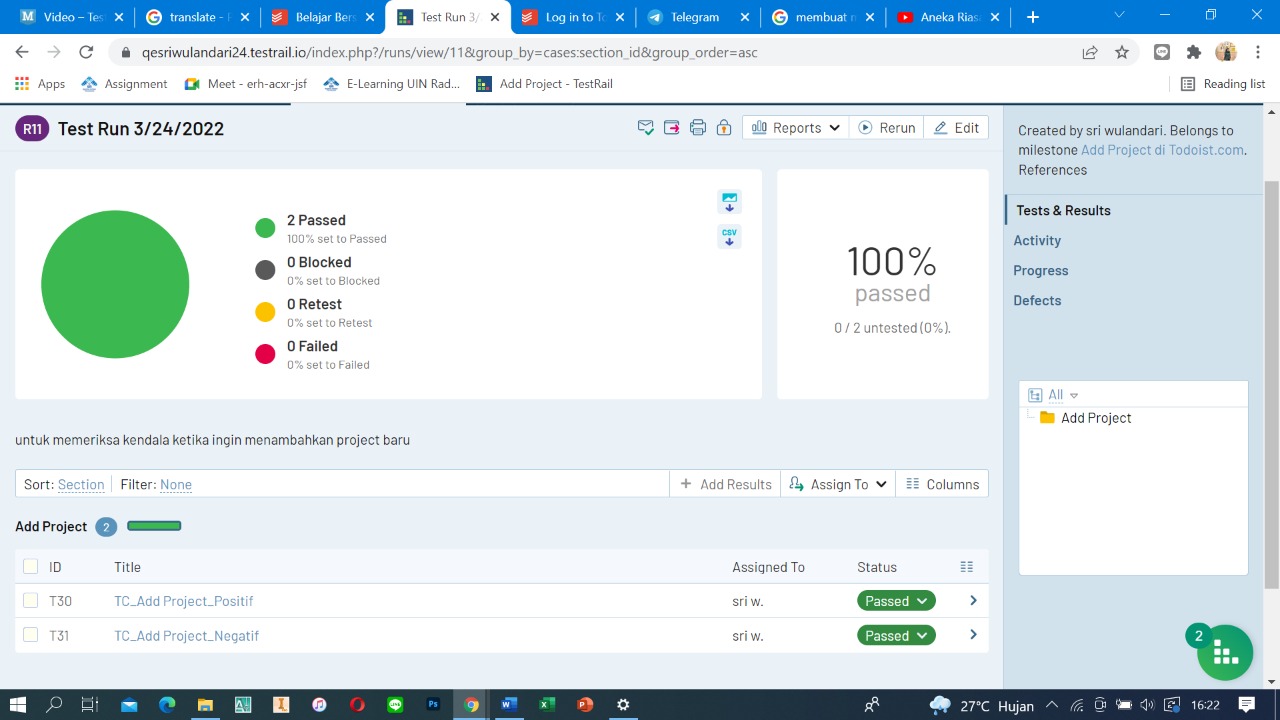 Video – Tes
translate -
Belajar Bers
Test Run 3/
Log in to To
Telegram
membuat
Aneka Rias
qesriwulandari24.testrail.io/index.php?/runs/view/11&group_by=cases:section_id&group_order=asc
Apps
Assignment
Meet - erh-acxr-jsf
E-Learning UIN Rad...
Add Project - TestRail
Reading list
R11
Test Run 3/24/2022
Reports
Rerun
Edit
Created by sri wulandari. Belongs to
milestone Add Project di Todoist.com.
References
2 Passed
100% set to Passed
0 Blocked
0% set to Blocked
0 Retest
0% set to Retest
0 Failed
0% set to Failed
CSV
100%
passed
0 / 2 untested (0%).
Tests & Results
Activity
Progress
Defects
All
Add Project
untuk memeriksa kendala ketika ingin menambahkan project baru
Sort: Section
Filter: None
+ Add Results
Assign To
Columns
Add Project 2
ID Title Assigned To Status
T30 TC_Add Project_Positif sri w. Passed
T31 TC_Add Project_Negatif sri w. Passed
2
27°C Hujan
16:22